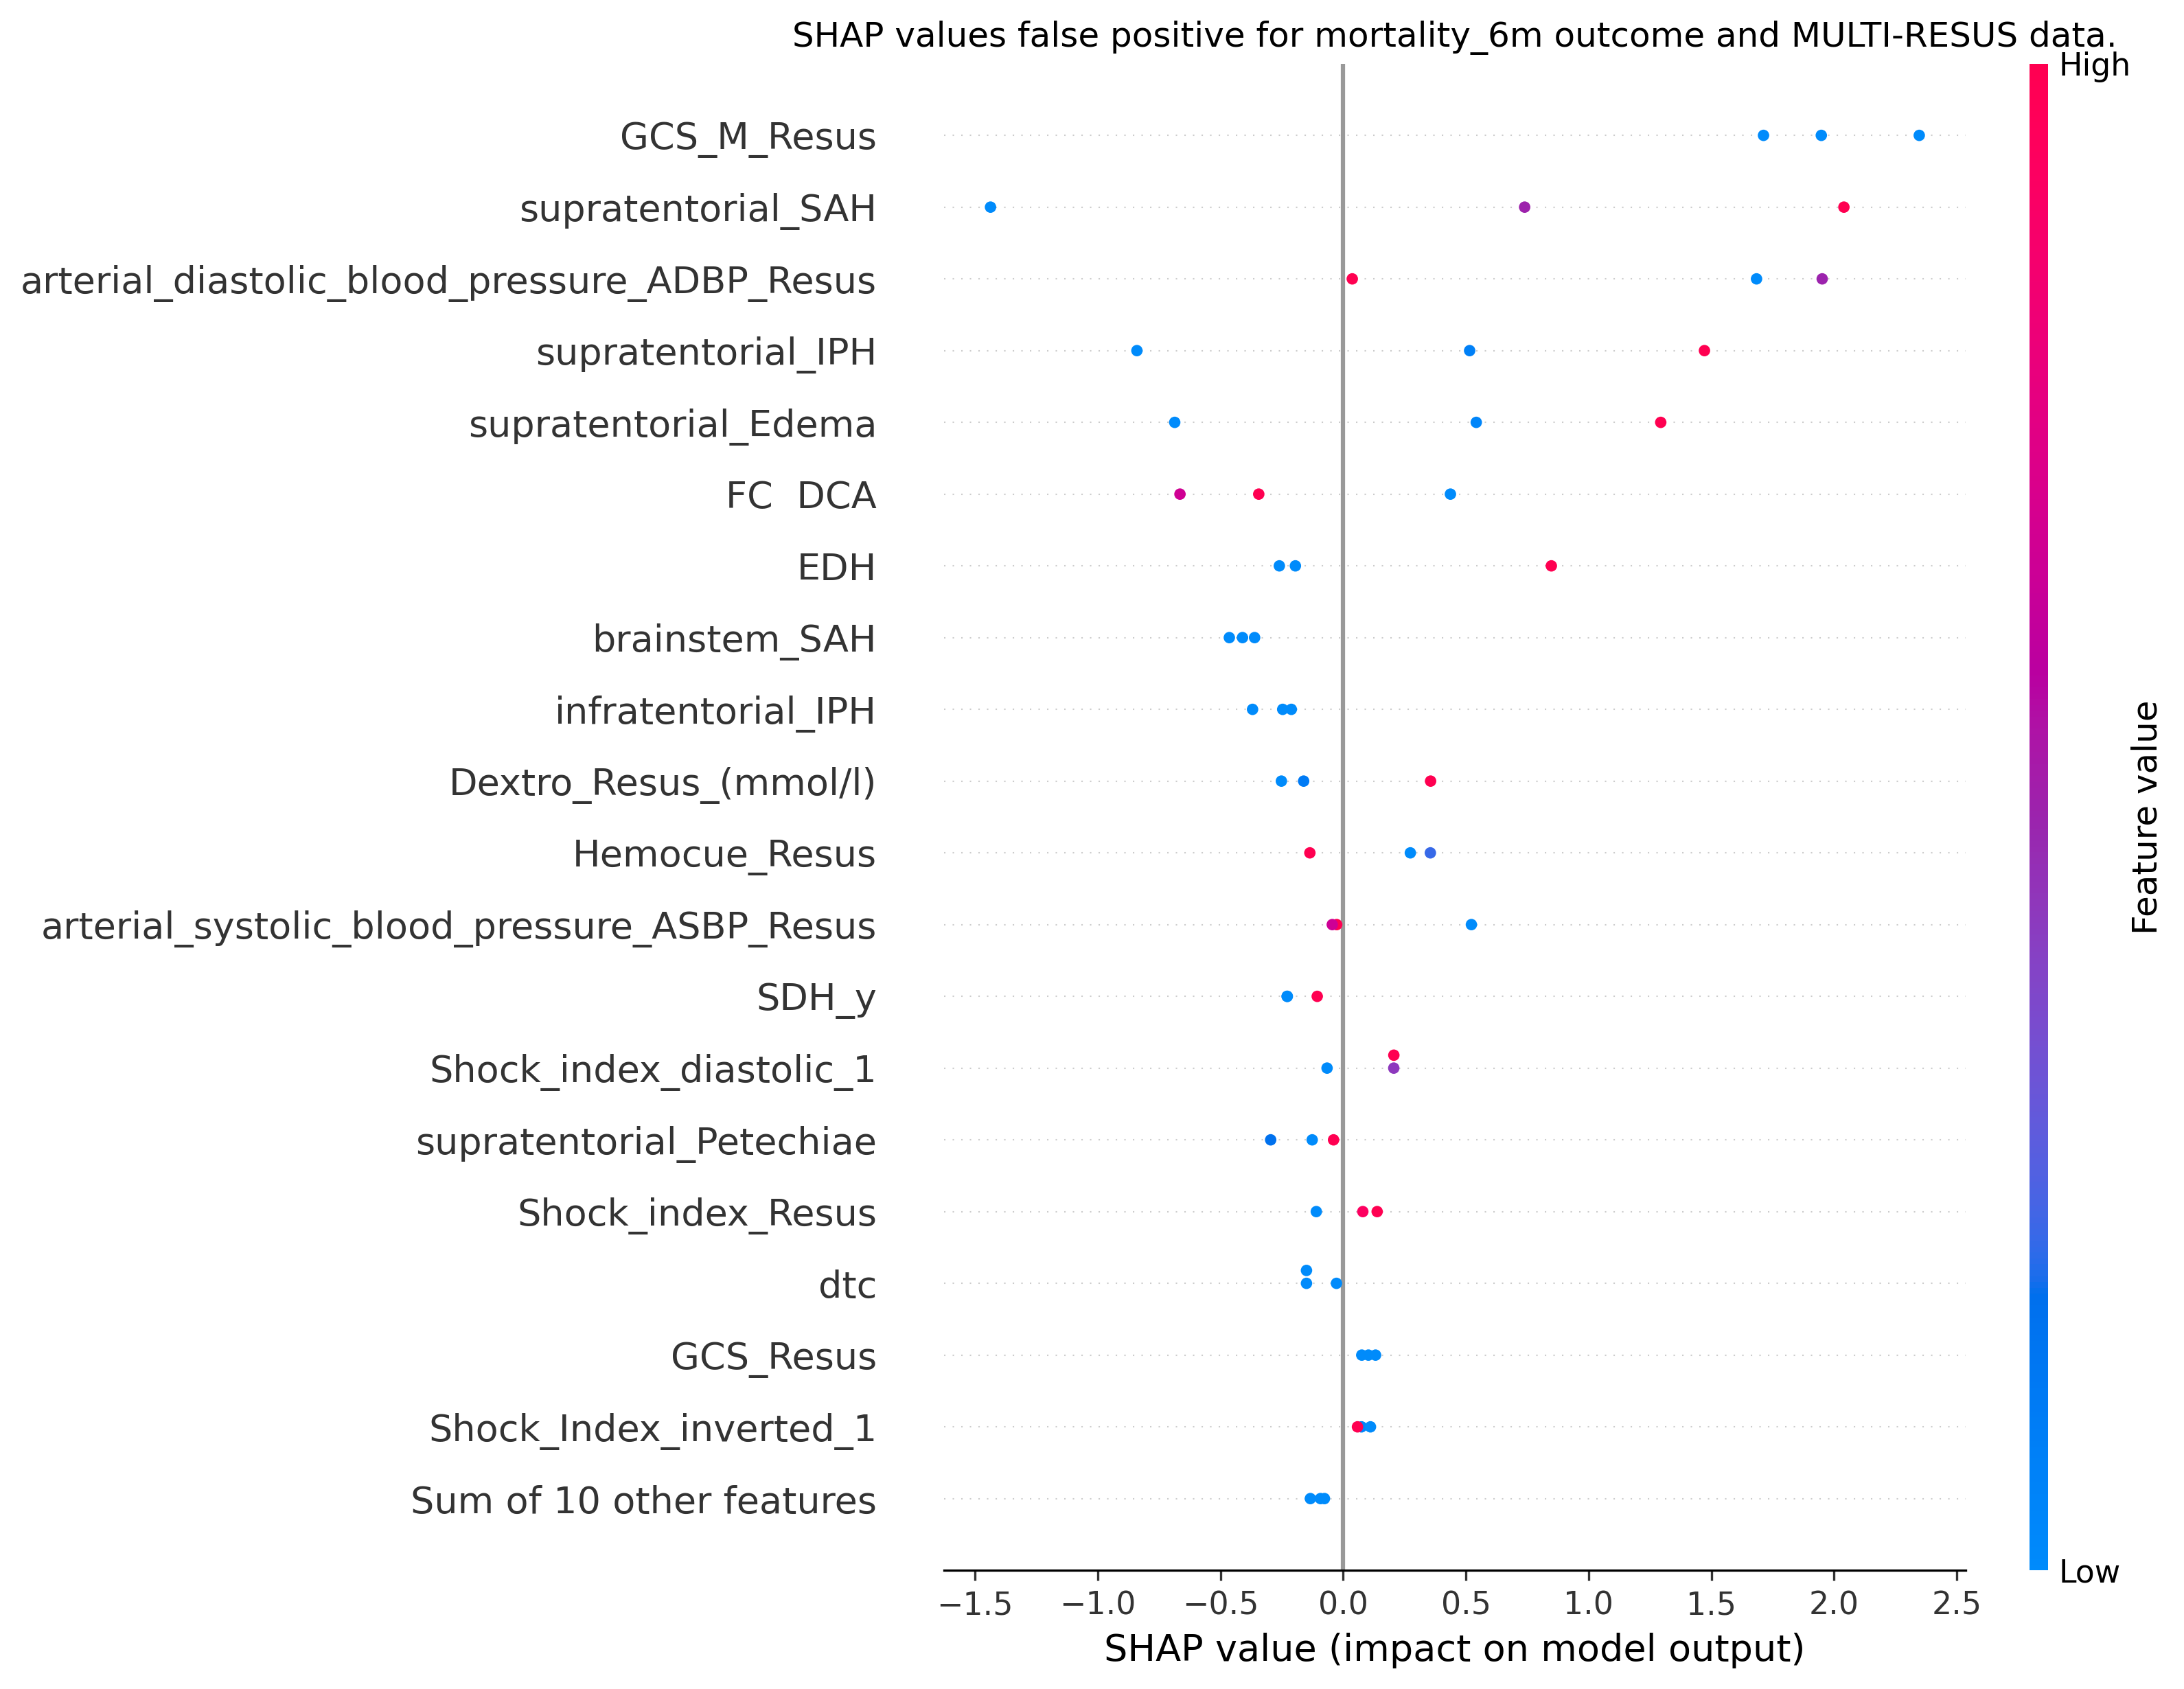 SHAP values false positive for mortality_6m outcome and MULTI-RESUS data.
High
GCS_M_Resus
supratentorial_SAH
arterial_diastolic_blood_pressure_ADBP_Resus
supratentorial_IPH
supratentorial_Edema
FC  DCA
EDH
brainstem_SAH
infratentorial_IPH
Dextro_Resus_(mmol/l)
Hemocue_Resus
arterial_systolic_blood_pressure_ASBP_Resus
SDH_y
Shock_index_diastolic_1
supratentorial_Petechiae
Shock_index_Resus
dtc
GCS_Resus
Shock_Index_inverted_1
Sum of 10 other features
Feature value
Low
−1.5 −1.0 −0.5 0.0 0.5 1.0 1.5 2.0 2.5
SHAP value (impact on model output)